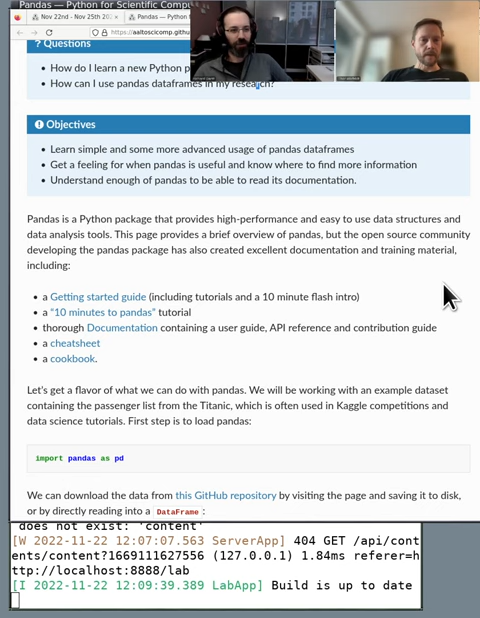 Pandas — Python for Scientific Compu
Nov 22nd - Nov 25th 202
Pandas — Python f
https://aaltoscicomp.githu
Questions
• How do I learn a new Python p
• How can I use pandas dataframes in my research?
Objectives
• Learn simple and some more advanced usage of pandas dataframes
• Get a feeling for when pandas is useful and know where to find more information
• Understand enough of pandas to be able to read its documentation.
Pandas is a Python package that provides high-performance and easy to use data structures and
data analysis tools. This page provides a brief overview of pandas, but the open source community
developing the pandas package has also created excellent documentation and training material,
including:
• a Getting started guide (including tutorials and a 10 minute flash intro)
• a "10 minutes to pandas" tutorial
• thorough Documentation containing a user guide, API reference and contribution guide
• a cheatsheet
• a cookbook.
Let's get a flavor of what we can do with pandas. We will be working with an example dataset
containing the passenger list from the Titanic, which is often used in Kaggle competitions and
data science tutorials. First step is to load pandas:
import pandas as pd
We can download the data from this GitHub repository by visiting the page and saving it to disk,
or by directly reading into a DataFrame :
does not exist: 'content'
[W 2022-11-22 12:07:07.563 ServerApp] 404 GET /api/cont
ents/content?1669111627556 (127.0.0.1) 1.84ms referer=h
ttp://localhost:8888/lab
[I 2022-11-22 12:09:39.389 LabApp] Build is up to date